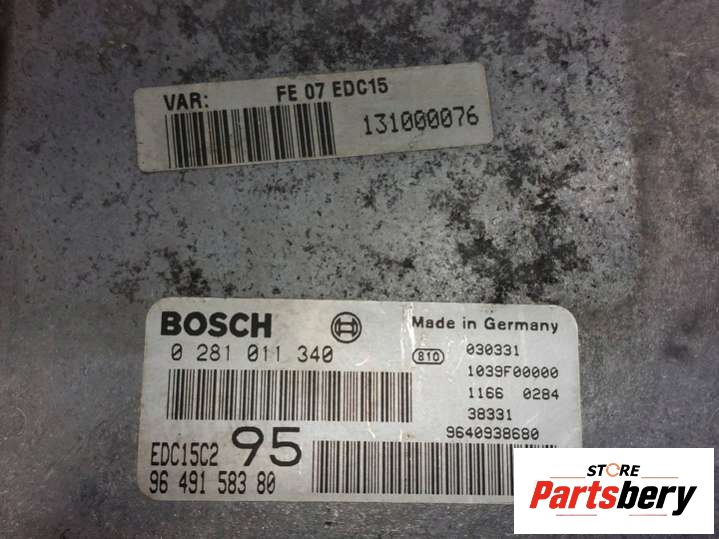 VAR: FE 07 EDC15
131000076
BOSCH
Made in Germany
0 281 011 340
810
030331
1039F00000
1166 0284
38331
9640938680
EDC15C2 95
96 491 583 80
STORE
Partsbery